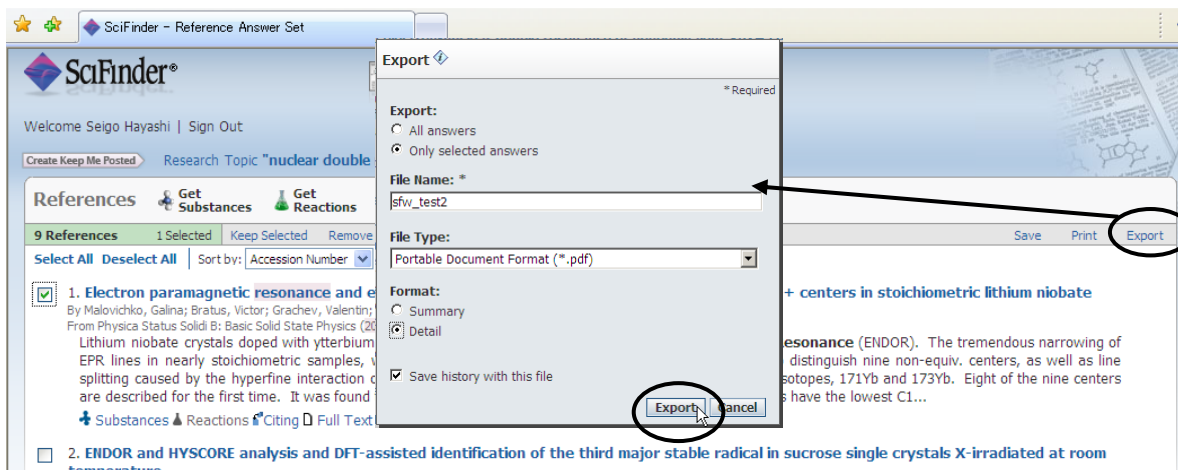 SciFinder - Reference Answer Set
SciFinder®
Welcome Seigo Hayashi | Sign Out
Create Keep Me Posted
Research Topic "nuclear double
References
Get Substances
Get Reactions
9 References 1 Selected Keep Selected Remove
Save Print Export
Select All Deselect All Sort by: Accession Number
1. Electron paramagnetic resonance and e
+ centers in stoichiometric lithium niobate
By Malovichko, Galina; Bratus, Victor; Grachev, Valentin;
From Physica Status Solidi B: Basic Solid State Physics (20
Lithium niobate crystals doped with ytterbium
esonance (ENDOR). The tremendous narrowing of
EPR lines in nearly stoichiometric samples,
distinguish nine non-equiv. centers, as well as line
splitting caused by the hyperfine interaction
sotopes, 171Yb and 173Yb. Eight of the nine centers
are described for the first time. It was found
have the lowest C1...
Substances Reactions Citing Full Text
2. ENDOR and HYSCORE analysis and DFT-assisted identification of the third major stable radical in sucrose single crystals X-irradiated at room
temperature
Export
* Required
Export:
All answers
Only selected answers
File Name: *
sfw_test2
File Type:
Portable Document Format (*.pdf)
Format:
Summary
Detail
Save history with this file
Export Cancel